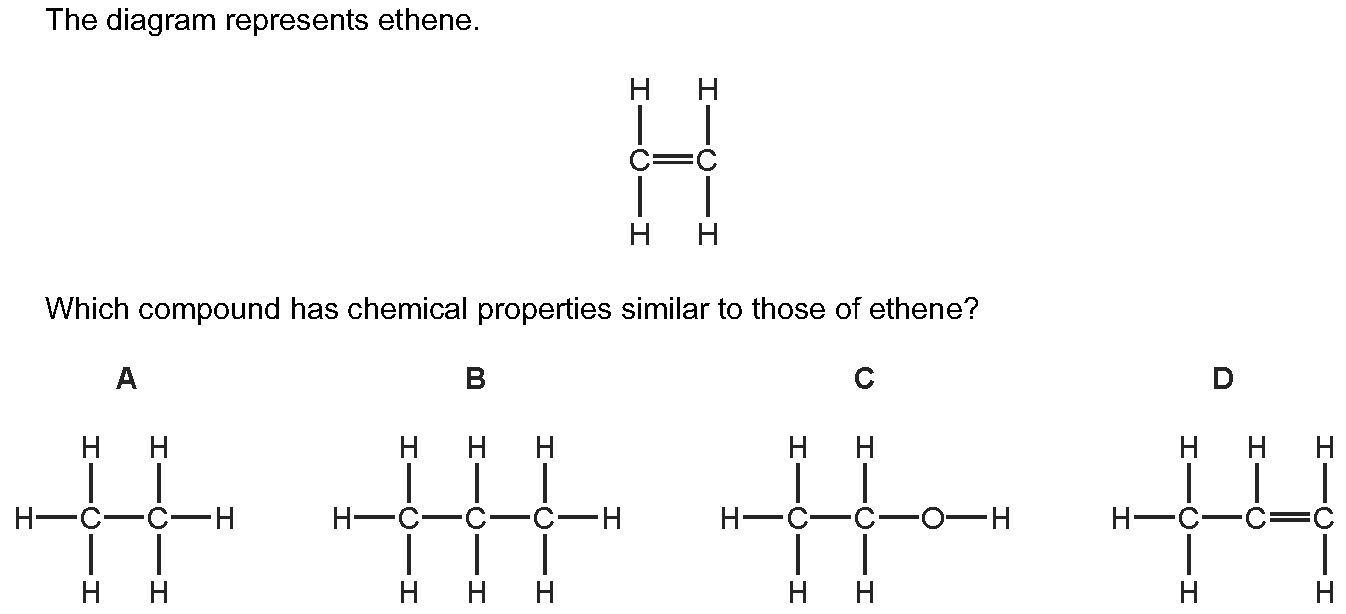 The diagram represents ethene.
H H
C C
H H
Which compound has chemical properties similar to those of ethene?
A B C D
H H H H H H H H H H
H C C H H C C C H H C C O H H C C C
H H H H H H H H H